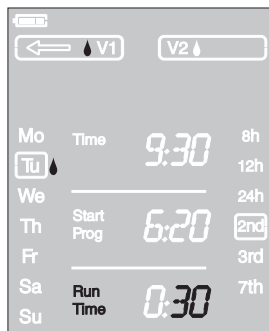 V1 V2
Mo Time 9:30 8h
Tu 12h
We 24h
Th Start Prog 6:20 2nd
Fr 3rd
Sa Run Time 0:30 7th
Su